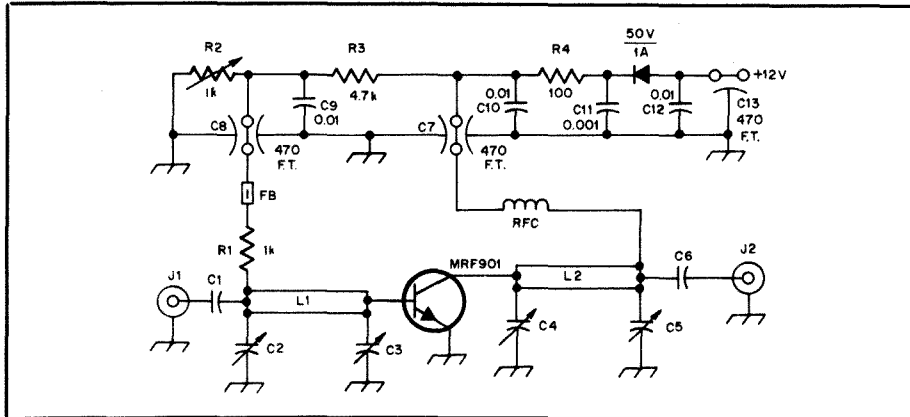 R2
1k
R3
4.7k
R4
100
50V
1A
+12V
C8
470
F.T.
C9
0.01
C7
470
F.T.
0.01
C10
C11
0.001
0.01
C12
C13
470
F.T.
FB
R1
1k
RFC
J1
C1
L1
MRF901
L2
C6
J2
C2
C3
C4
C5